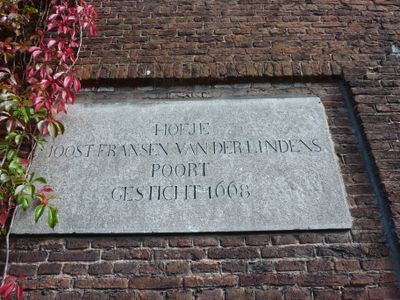 HOFJE
JOOST FRANSEN VAN DER LINDENS
POORT
GESTICHT 1668